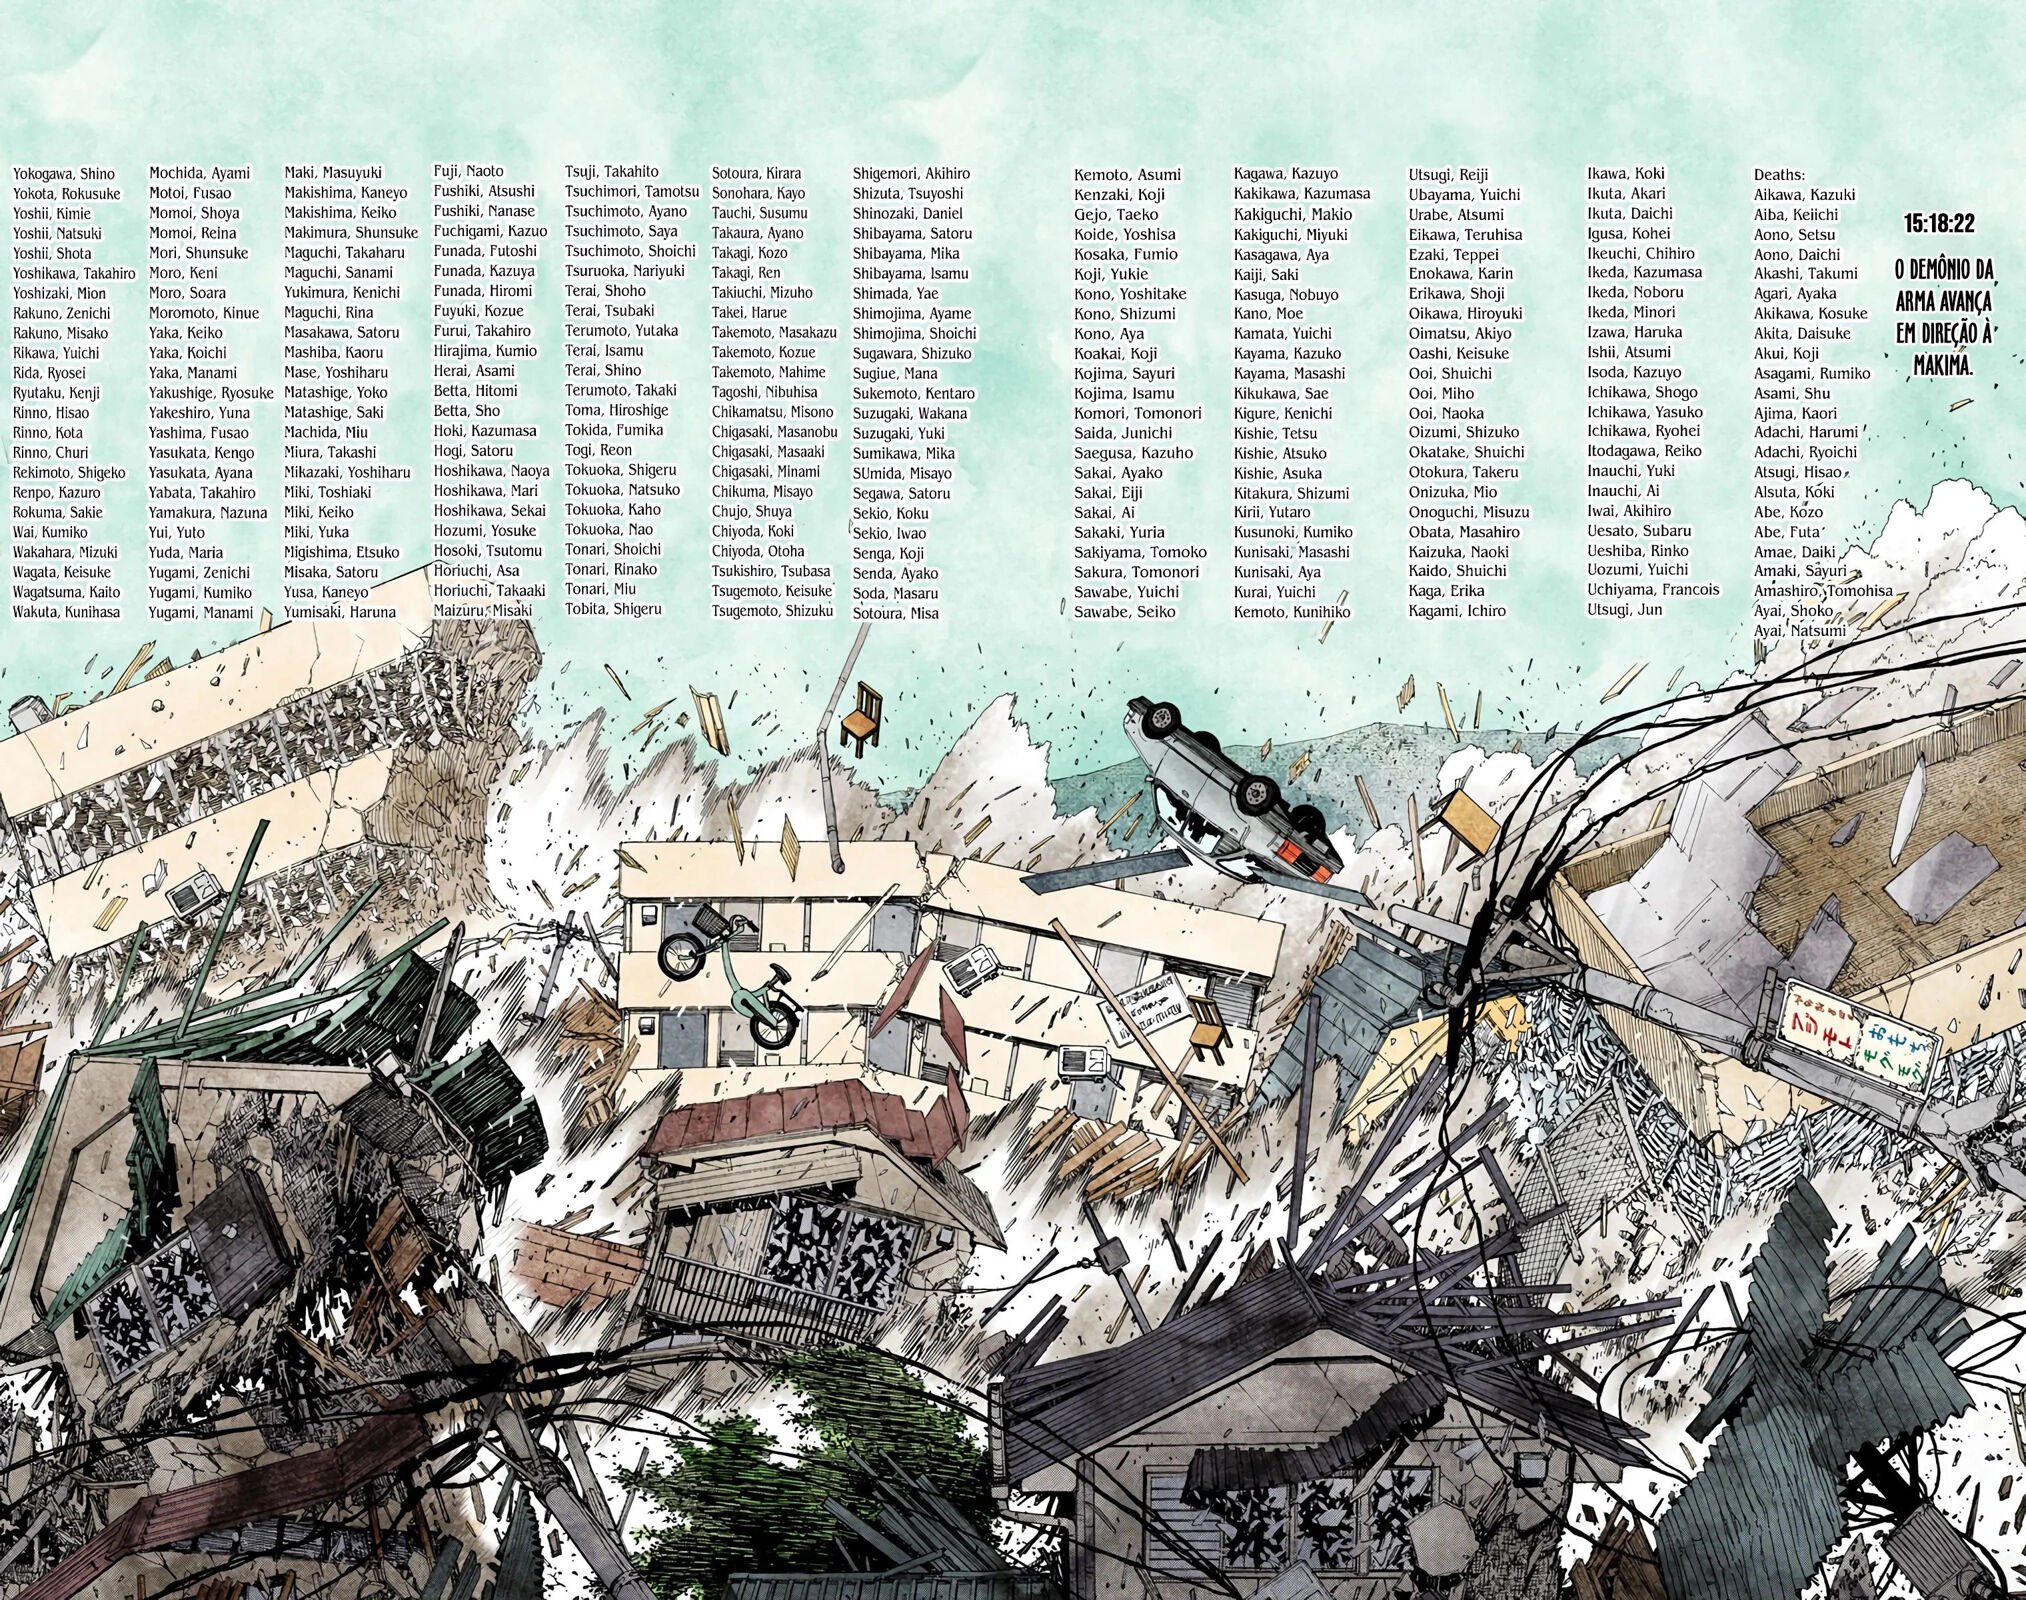 15:18:22
O DEMÔNIO DA
ARMA AVANÇA
EM DIREÇÃO À
MAKIMA.
Deaths:
Aikawa, Kazuki
Aiba, Keiichi
Aono, Setsu
Aono, Daichi
Akashi, Takumi
Agari, Ayaka
Akikawa, Kosuke
Akita, Daisuke
Akui, Koji
Asagami, Rumiko
Asami, Shu
Ajima, Kaori
Adachi, Harumi
Adachi, Ryoichi
Atsugi, Hisao
Alsuta, Koki
Abe, Kozo
Abe, Futa
Amae, Daiki
Amaki, Sayuri
Amashiro, Tomohisa
Ayai, Shoko
Ayai, Natsumi
Ikawa, Koki
Ikuta, Akari
Ikuta, Daichi
Igusa, Kohei
Ikeuchi, Chihiro
Ikeda, Kazumasa
Ikeda, Noboru
Ikeda, Minori
Izawa, Haruka
Ishii, Atsumi
Isoda, Kazuyo
Ichikawa, Shogo
Ichikawa, Yasuko
Ichikawa, Ryohei
Itodagawa, Reiko
Inauchi, Yuki
Inauchi, Ai
Iwai, Akihiro
Uesato, Subaru
Ueshiba, Rinko
Uozumi, Yuichi
Uchiyama, Francois
Utsugi, Jun
Utsugi, Reiji
Ubayama, Yuichi
Urabe, Atsumi
Eikawa, Teruhisa
Ezaki, Teppei
Enokawa, Karin
Erikawa, Shoji
Oikawa, Hiroyuki
Oimatsu, Akiyo
Oashi, Keisuke
Ooi, Shuichi
Ooi, Miho
Ooi, Naoka
Oizumi, Shizuko
Okatake, Shuichi
Otokura, Takeru
Onizuka, Mio
Onoguchi, Misuzu
Obata, Masahiro
Kaizuka, Naoki
Kaido, Shuichi
Kaga, Erika
Kagami, Ichiro
Kagawa, Kazuyo
Kakikawa, Kazumasa
Kakiguchi, Makio
Kakiguchi, Miyuki
Kasagawa, Aya
Kaiji, Saki
Kasuga, Nobuyo
Kano, Moe
Kamata, Yuichi
Kayama, Kazuko
Kayama, Masashi
Kikukawa, Sae
Kigure, Kenichi
Kishie, Tetsu
Kishie, Atsuko
Kishie, Asuka
Kitakura, Shizumi
Kirii, Yutaro
Kusunoki, Kumiko
Kunisaki, Masashi
Kunisaki, Aya
Kurai, Yuichi
Kemoto, Kunihiko
Kemoto, Asumi
Kenzaki, Koji
Gejo, Taeko
Koide, Yoshisa
Kosaka, Fumio
Koji, Yukie
Kono, Yoshitake
Kono, Shizumi
Kono, Aya
Koakai, Koji
Kojima, Sayuri
Kojima, Isamu
Komori, Tomonori
Saida, Junichi
Saegusa, Kazuho
Sakai, Ayako
Sakai, Eiji
Sakai, Ai
Sakaki, Yuria
Sakiyama, Tomoko
Sakura, Tomonori
Sawabe, Yuichi
Sawabe, Seiko
Shigemori, Akihiro
Shizuta, Tsuyoshi
Shinozaki, Daniel
Shibayama, Satoru
Shibayama, Mika
Shibayama, Isamu
Shimada, Yae
Shimojima, Ayame
Shimojima, Shoichi
Sugawara, Shizuko
Sugiue, Mana
Sukemoto, Kentaro
Suzugaki, Wakana
Suzugaki, Yuki
Sumikawa, Mika
SUmida, Misayo
Segawa, Satoru
Sekio, Koku
Sekio, Iwao
Senga, Koji
Senda, Ayako
Soda, Masaru
Sotoura, Misa
Sotoura, Kirara
Sonohara, Kayo
Tauchi, Susumu
Takaura, Ayano
Takagi, Kozo
Takagi, Ren
Takiuchi, Mizuho
Takei, Harue
Takemoto, Masakazu
Takemoto, Kozue
Takemoto, Mahime
Tagoshi, Nibuhisa
Chikamatsu, Misono
Chigasaki, Masanobu
Chigasaki, Masaaki
Chigasaki, Minami
Chikuma, Misayo
Chujo, Shuya
Chiyoda, Koki
Chiyoda, Otoha
Tsukishiro, Tsubasa
Tsugemoto, Keisuke
Tsugemoto, Shizuku
Tsuji, Takahito
Tsuchimori, Tamotsu
Tsuchimoto, Ayano
Tsuchimoto, Saya
Tsuchimoto, Shoichi
Tsuruoka, Nariyuki
Terai, Shoho
Terai, Tsubaki
Terumoto, Yutaka
Terai, Isamu
Terai, Shino
Terumoto, Takaki
Toma, Hiroshige
Tokida, Fumika
Togi, Reon
Tokuoka, Shigeru
Tokuoka, Natsuko
Tokuoka, Kaho
Tokuoka, Nao
Tonari, Shoichi
Tonari, Rinako
Tonari, Miu
Tobita, Shigeru
Fuji, Naoto
Fushiki, Atsushi
Fushiki, Nanase
Fuchigami, Kazuo
Funada, Futoshi
Funada, Kazuya
Funada, Hiromi
Fuyuki, Kozue
Furui, Takahiro
Hirajima, Kumio
Herai, Asami
Betta, Hitomi
Betta, Sho
Hoki, Kazumasa
Hogi, Satoru
Hoshikawa, Naoya
Hoshikawa, Mari
Hoshikawa, Sekai
Hozumi, Yosuke
Hosoki, Tsutomu
Horiuchi, Asa
Horiuchi, Takaaki
Maizuru, Misaki
Maki, Masuyuki
Makishima, Kaneyo
Makishima, Keiko
Makimura, Shunsuke
Maguchi, Takaharu
Maguchi, Sanami
Yukimura, Kenichi
Maguchi, Rina
Masakawa, Satoru
Mashiba, Kaoru
Mase, Yoshiharu
Matashige, Yoko
Matashige, Saki
Machida, Miu
Miura, Takashi
Mikazaki, Yoshiharu
Miki, Toshiaki
Miki, Keiko
Miki, Yuka
Migishima, Etsuko
Misaka, Satoru
Yusa, Kaneyo
Yumisaki, Haruna
Mochida, Ayami
Motoi, Fusao
Momoi, Shoya
Momoi, Reina
Mori, Shunsuke
Moro, Keni
Moro, Soara
Moromoto, Kinue
Yaka, Keiko
Yaka, Koichi
Yaka, Manami
Yakushige, Ryosuke
Yakeshiro, Yuna
Yashima, Fusao
Yasukata, Kengo
Yasukata, Ayana
Yabata, Takahiro
Yamakura, Nazuna
Yui, Yuto
Yuda, Maria
Yugami, Zenichi
Yugami, Kumiko
Yugami, Manami
Yokogawa, Shino
Yokota, Rokusuke
Yoshii, Kimie
Yoshii, Natsuki
Yoshii, Shota
Yoshikawa, Takahiro
Yoshizaki, Mion
Rakuno, Zenichi
Rakuno, Misako
Rikawa, Yuichi
Rida, Ryosei
Ryutaku, Kenji
Rinno, Hisao
Rinno, Kota
Rinno, Churi
Rekimoto, Shigeko
Renpo, Kazuro
Rokuma, Sakie
Wai, Kumiko
Wakahara, Mizuki
Wagata, Keisuke
Wagatsuma, Kaito
Wakuta, Kunihasa
フジモト